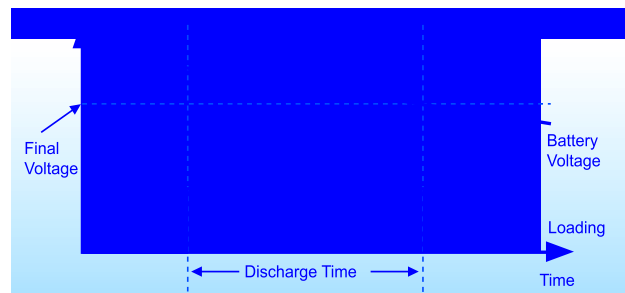 Final
Voltage
Battery
Voltage
Loading
Discharge Time
Time